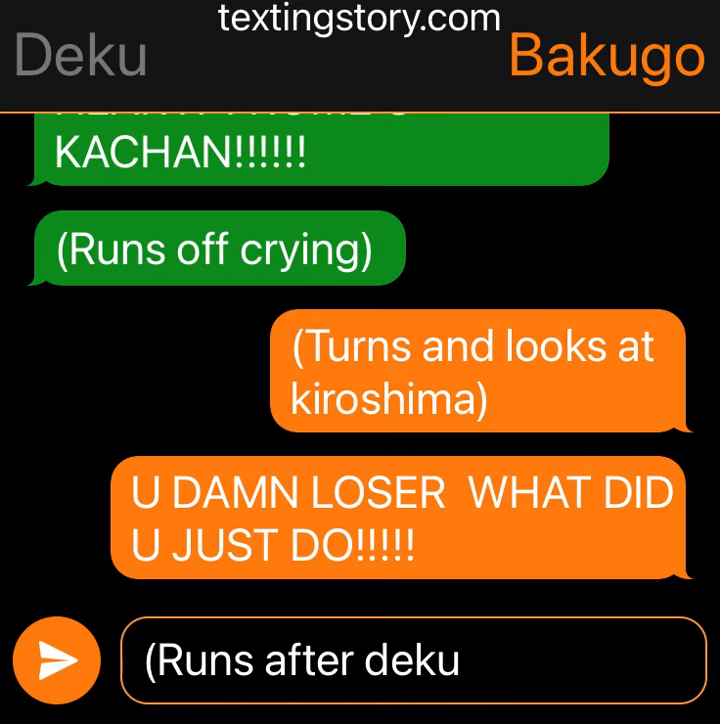 textingstory.com
Deku
Bakugo
KACHAN!!!!!!
(Runs off crying)
(Turns and looks at
kiroshima)
U DAMN LOSER  WHAT DID
U JUST DO!!!!!
(Runs after deku